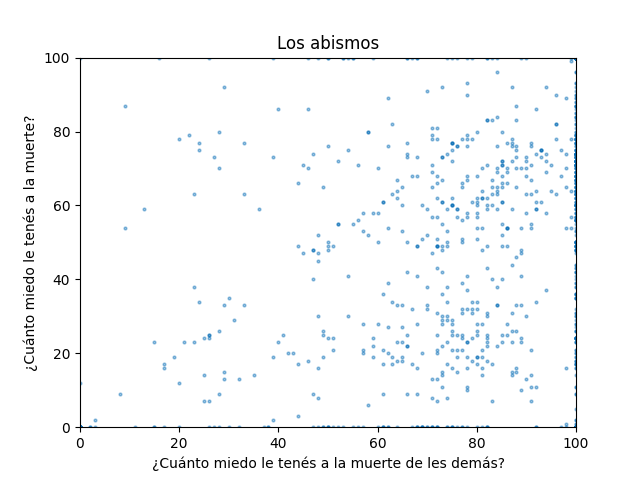 Los abismos
100
80
60
40
20
0
¿Cuánto miedo le tenés a la muerte?
0 20 40 60 80 100
¿Cuánto miedo le tenés a la muerte de les demás?